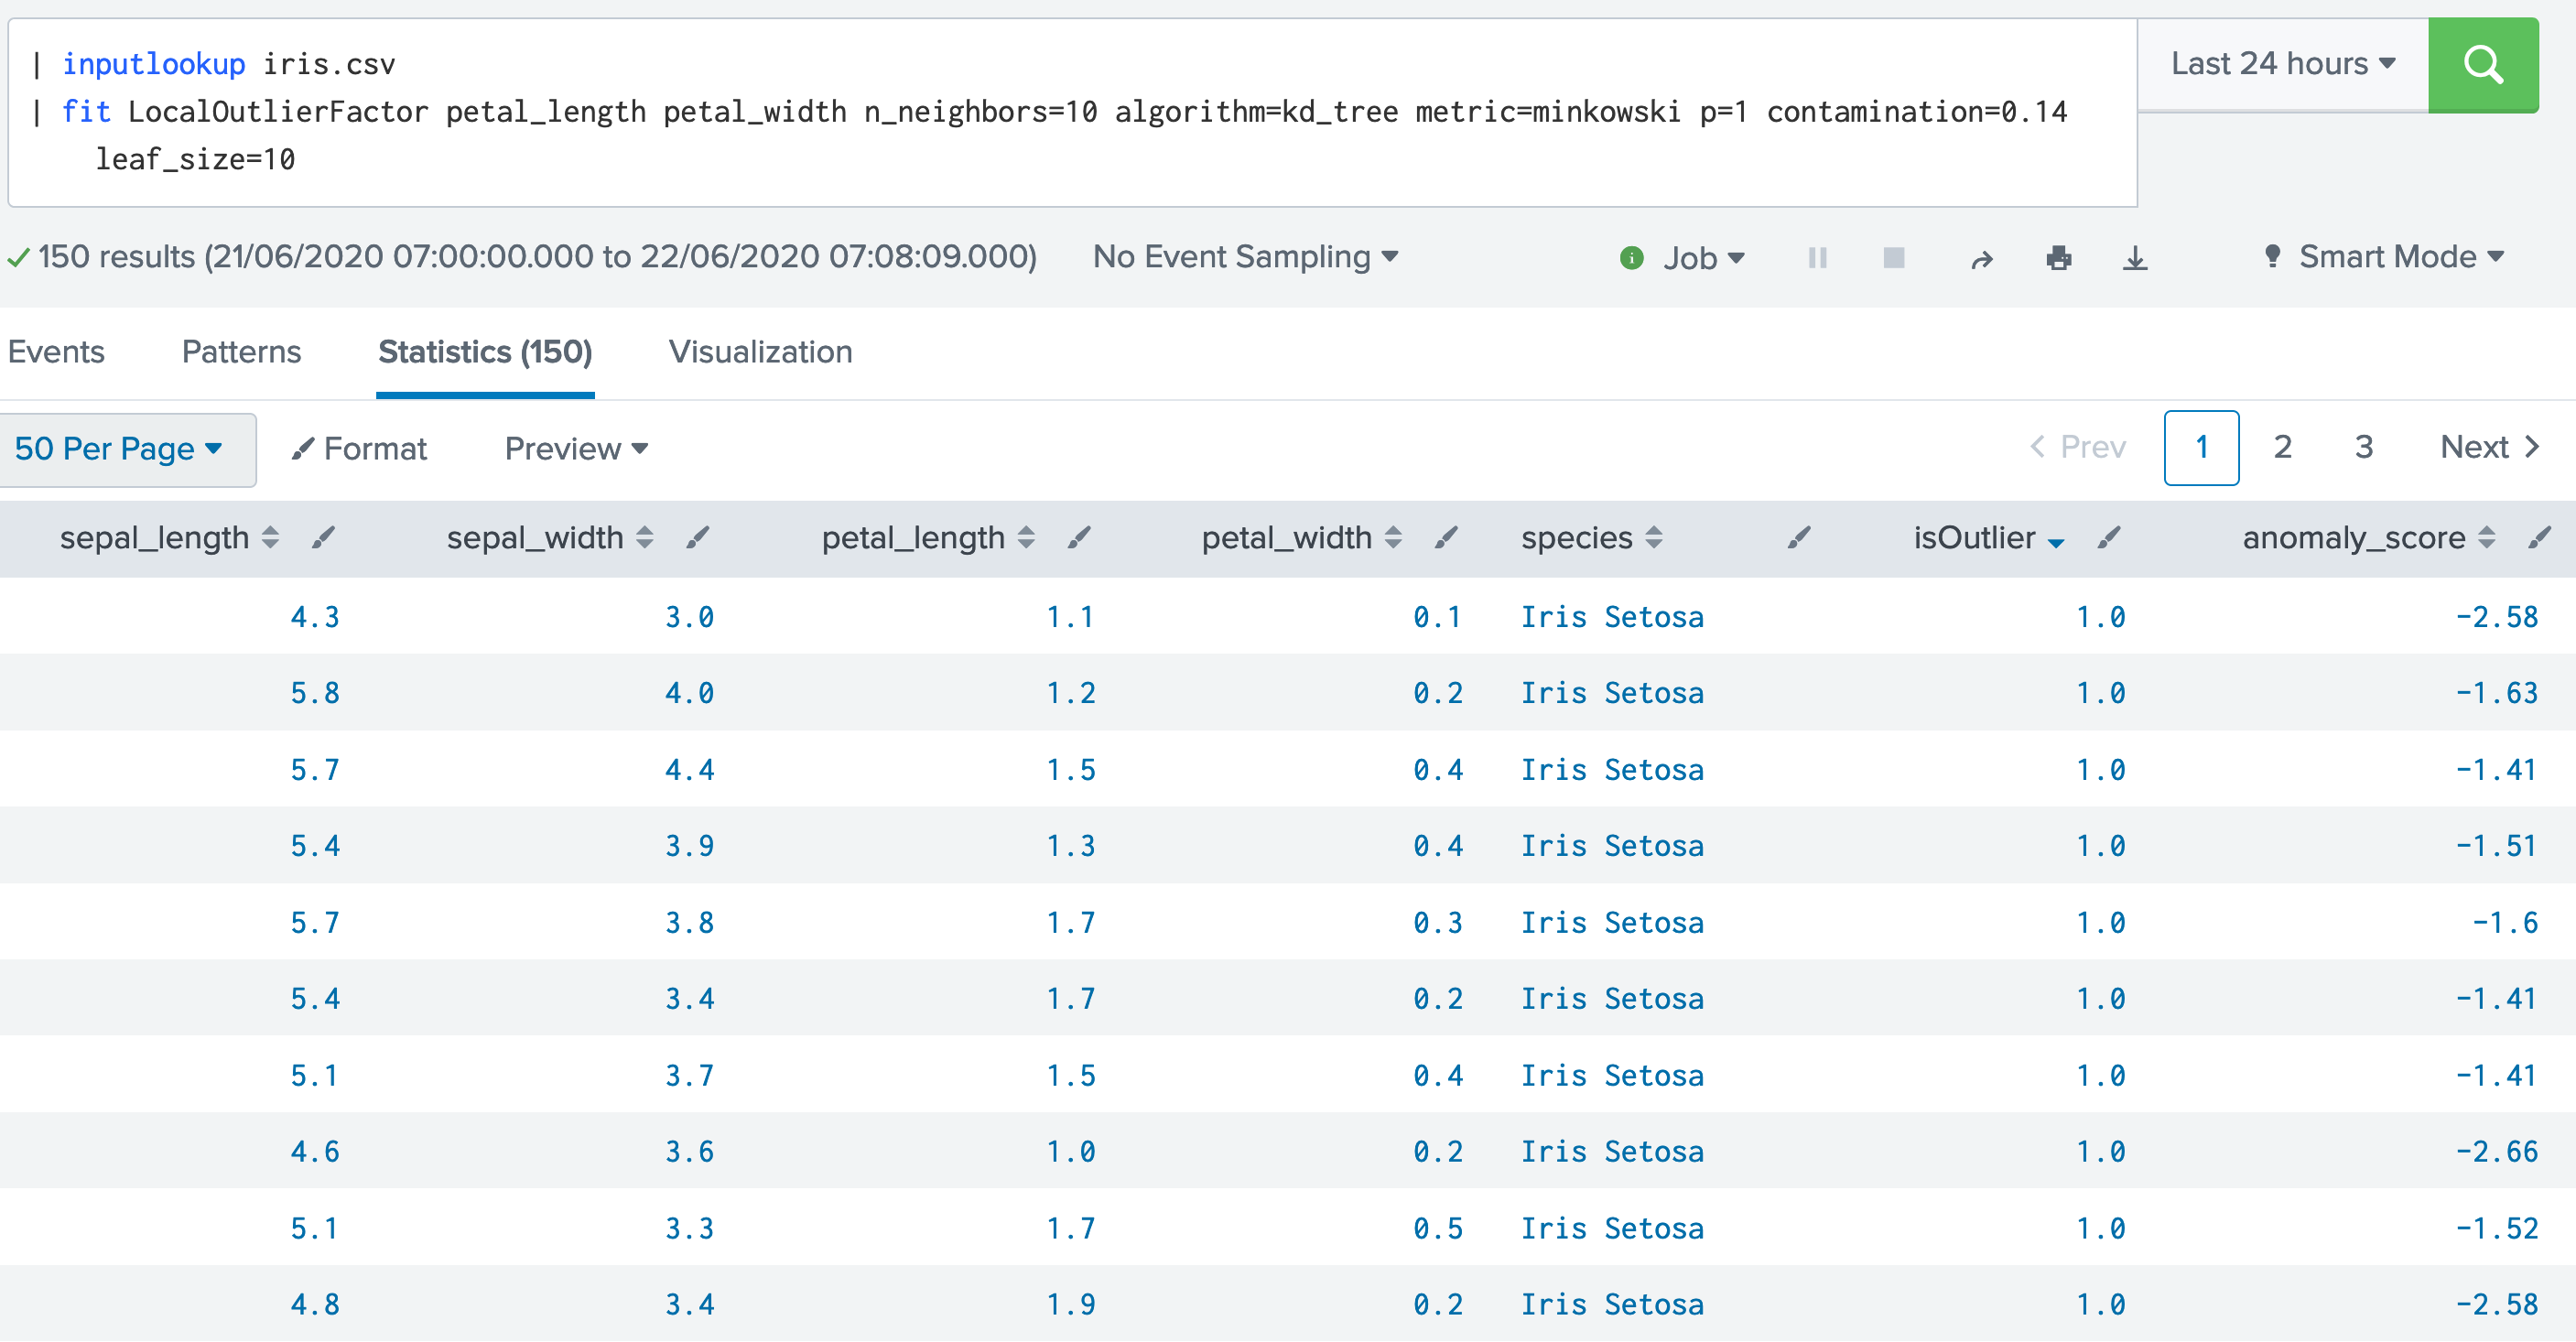 | inputlookup iris.csv
| fit LocalOutlierFactor petal_length petal_width n_neighbors=10 algorithm=kd_tree metric=minkowski p=1 contamination=0.14
leaf_size=10
Last 24 hours
150 results (21/06/2020 07:00:00.000 to 22/06/2020 07:08:09.000) No Event Sampling Job Smart Mode
Events Patterns Statistics (150) Visualization
50 Per Page Format Preview Prev 1 2 3 Next
sepal_length sepal_width petal_length petal_width species isOutlier anomaly_score
4.3 3.0 1.1 0.1 Iris Setosa 1.0 -2.58
5.8 4.0 1.2 0.2 Iris Setosa 1.0 -1.63
5.7 4.4 1.5 0.4 Iris Setosa 1.0 -1.41
5.4 3.9 1.3 0.4 Iris Setosa 1.0 -1.51
5.7 3.8 1.7 0.3 Iris Setosa 1.0 -1.6
5.4 3.4 1.7 0.2 Iris Setosa 1.0 -1.41
5.1 3.7 1.5 0.4 Iris Setosa 1.0 -1.41
4.6 3.6 1.0 0.2 Iris Setosa 1.0 -2.66
5.1 3.3 1.7 0.5 Iris Setosa 1.0 -1.52
4.8 3.4 1.9 0.2 Iris Setosa 1.0 -2.58